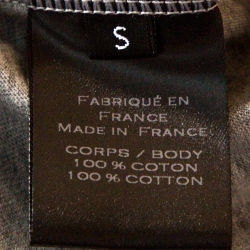 S
FABRIQUÉ EN
FRANCE
MADE IN FRANCE
CORPS / BODY
100 % COTON
100 % COTTON